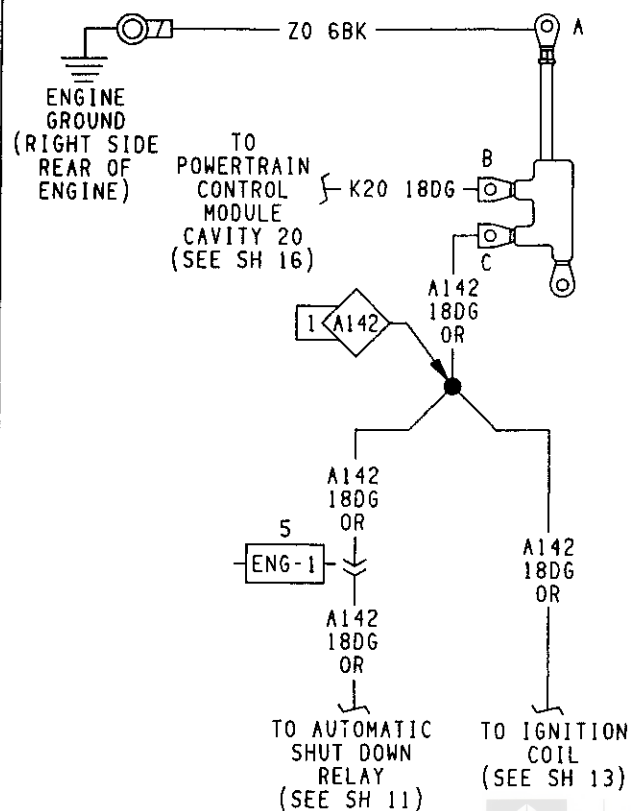 Z0 6BK
A
ENGINE
GROUND
(RIGHT SIDE
REAR OF
ENGINE)
TO
POWERTRAIN
CONTROL
MODULE
CAVITY 20
(SEE SH 16)
K20 18DG
B
C
A142
18DG
OR
1
A142
A142
18DG
OR
5
ENG-1
A142
18DG
OR
A142
18DG
OR
TO AUTOMATIC
SHUT DOWN
RELAY
(SEE SH 11)
TO IGNITION
COIL
(SEE SH 13)